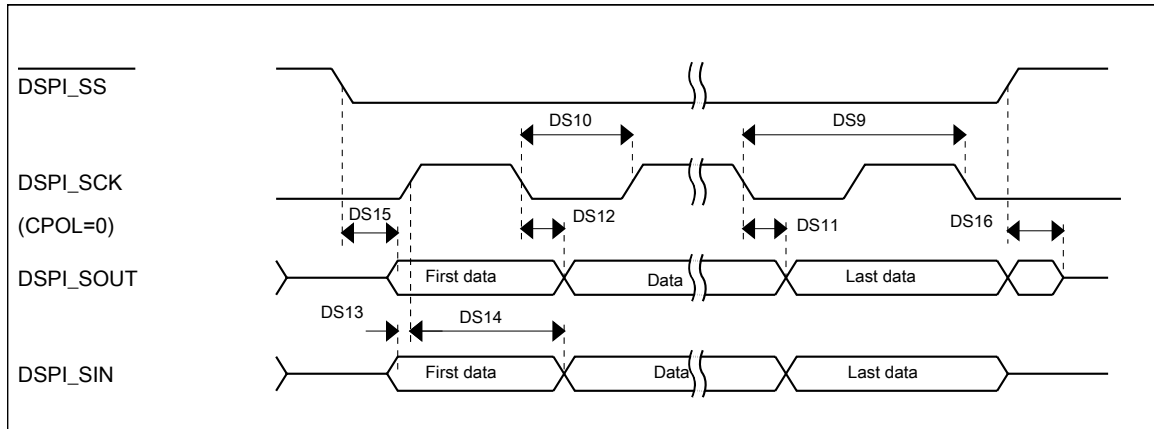 DSPI_SS
DS10
DS9
DSPI_SCK
(CPOL=0)
DS15
DS12
DS11
DS16
DSPI_SOUT
First data
Data
Last data
DS13
DS14
DSPI_SIN
First data
Data
Last data